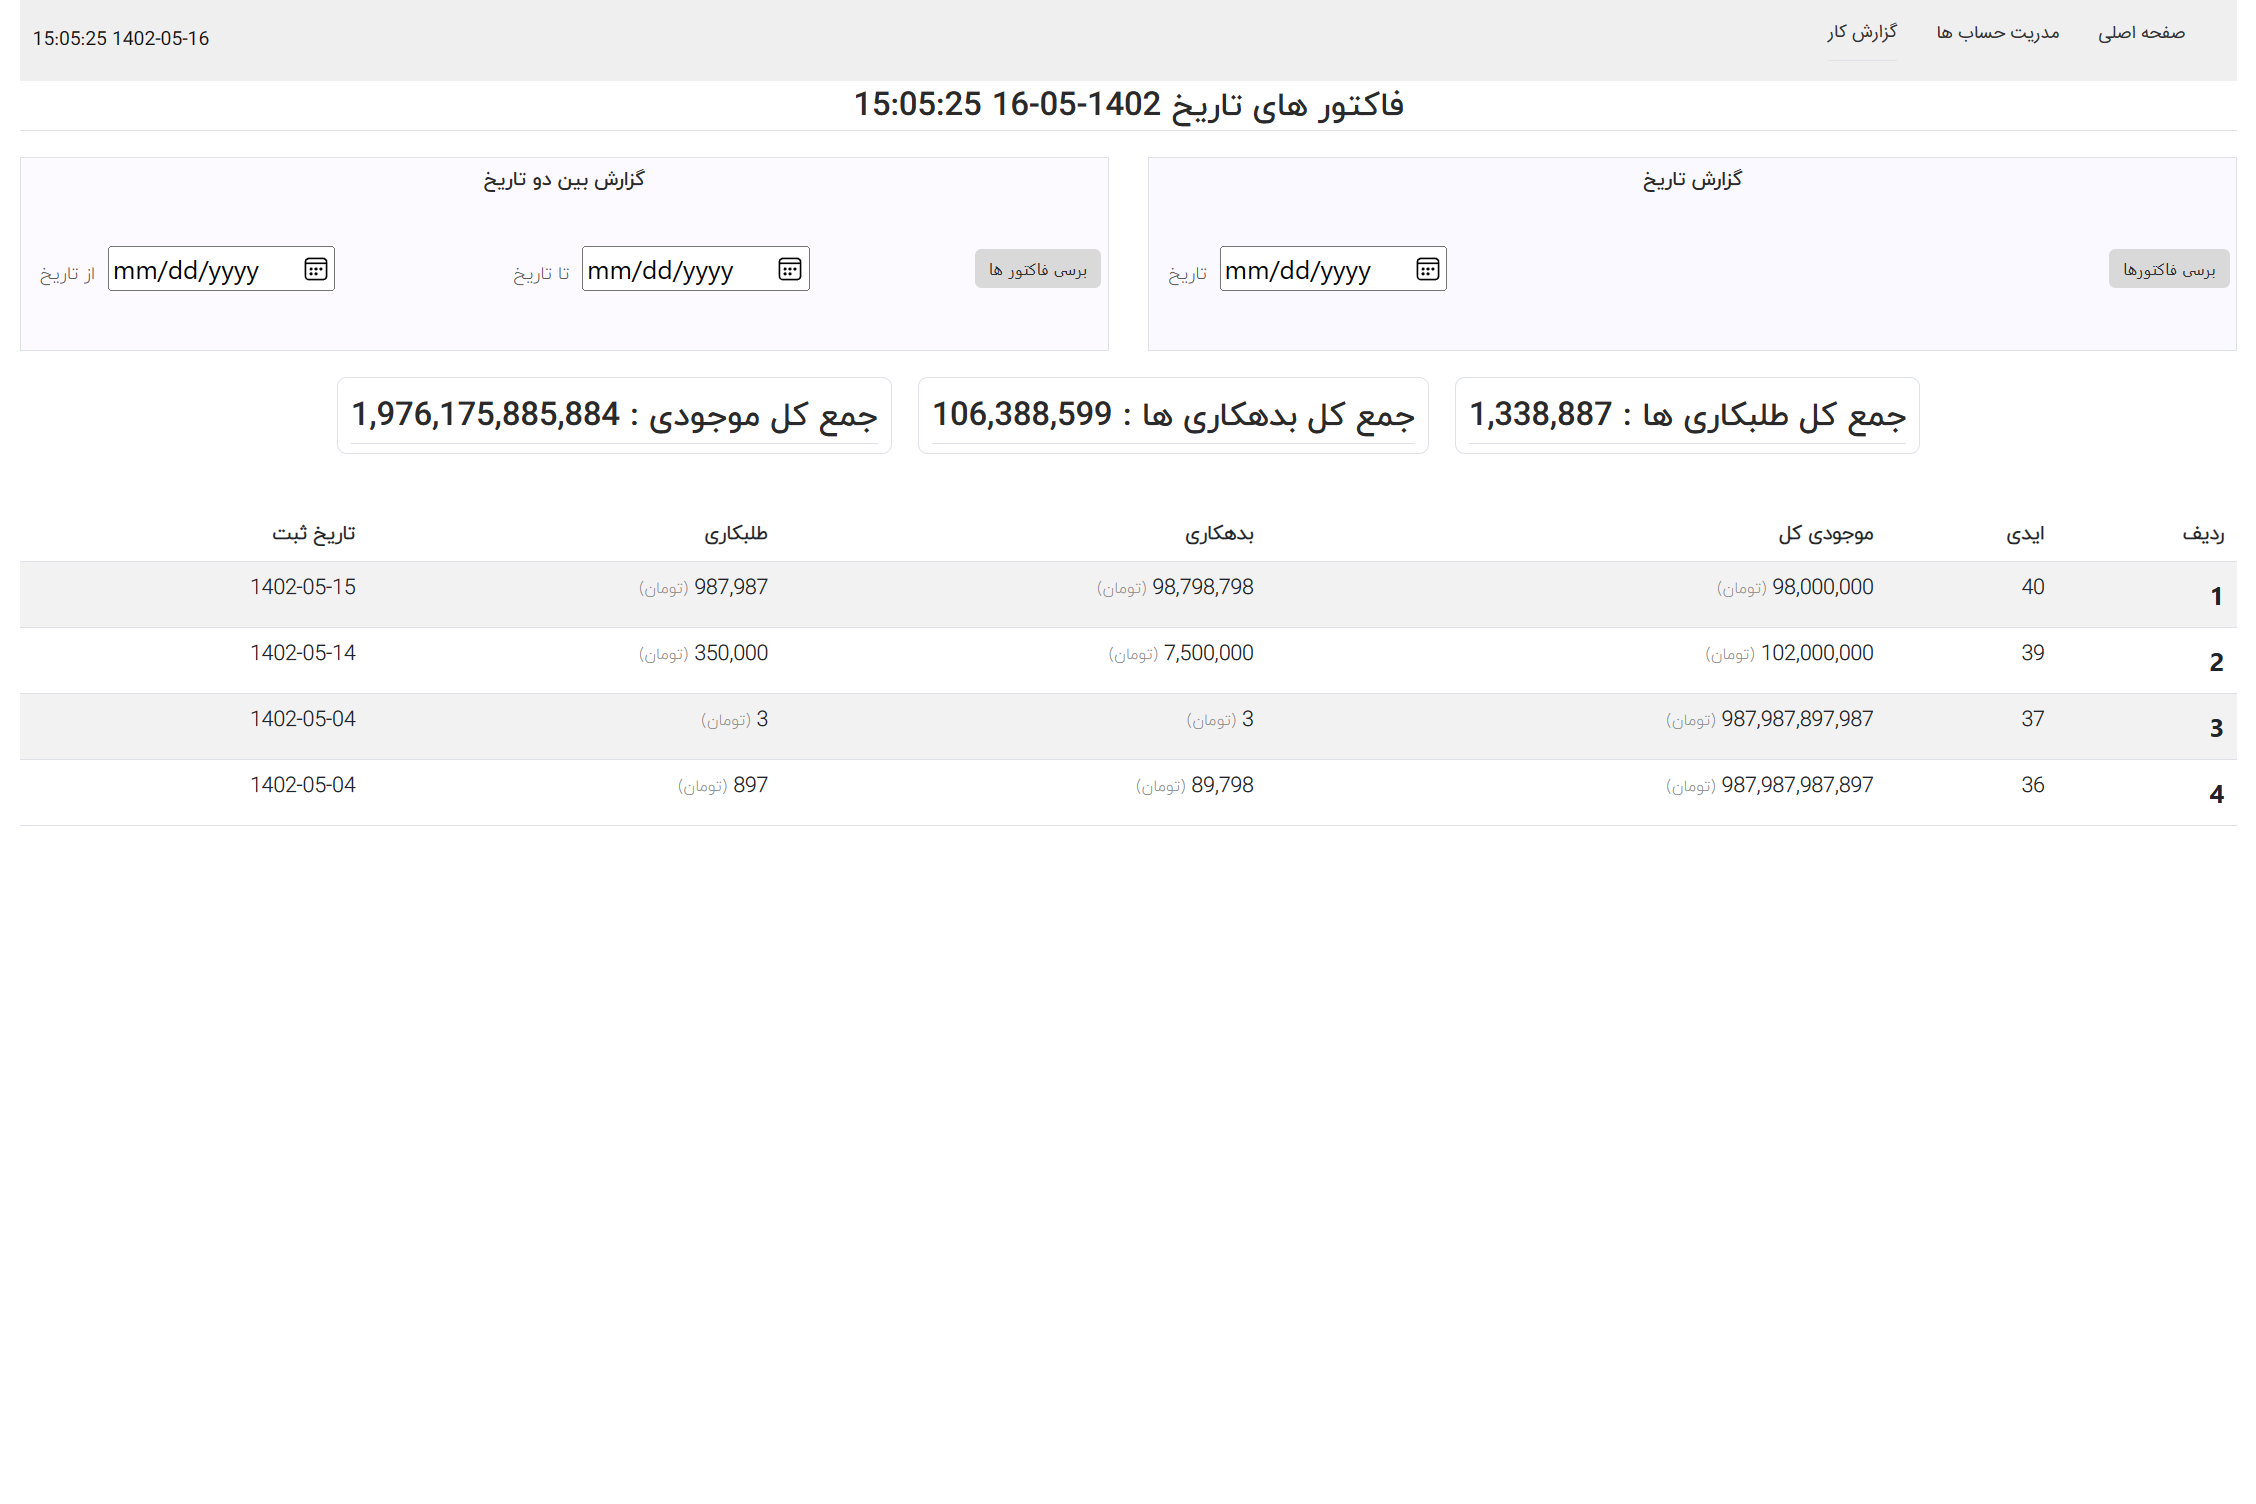 صفحه اصلی مدریت حساب ها گزارش کار 15:05:25 1402-05-16
فاکتور های تاریخ 1402-05-16 15:05:25
گزارش تاریخ
برسی فاکتورها mm/dd/yyyy تاریخ
گزارش بین دو تاریخ
برسی فاکتور ها mm/dd/yyyy تا تاریخ mm/dd/yyyy از تاریخ
جمع کل طلبکاری ها : 1,338,887
جمع کل بدهکاری ها : 106,388,599
جمع کل موجودی : 1,976,175,885,884
ردیف ایدی موجودی کل بدهکاری طلبکاری تاریخ ثبت
1 40 98,000,000 (تومان) 98,798,798 (تومان) 987,987 (تومان) 1402-05-15
2 39 102,000,000 (تومان) 7,500,000 (تومان) 350,000 (تومان) 1402-05-14
3 37 987,987,897,987 (تومان) 3 (تومان) 3 (تومان) 1402-05-04
4 36 987,987,987,897 (تومان) 89,798 (تومان) 897 (تومان) 1402-05-04